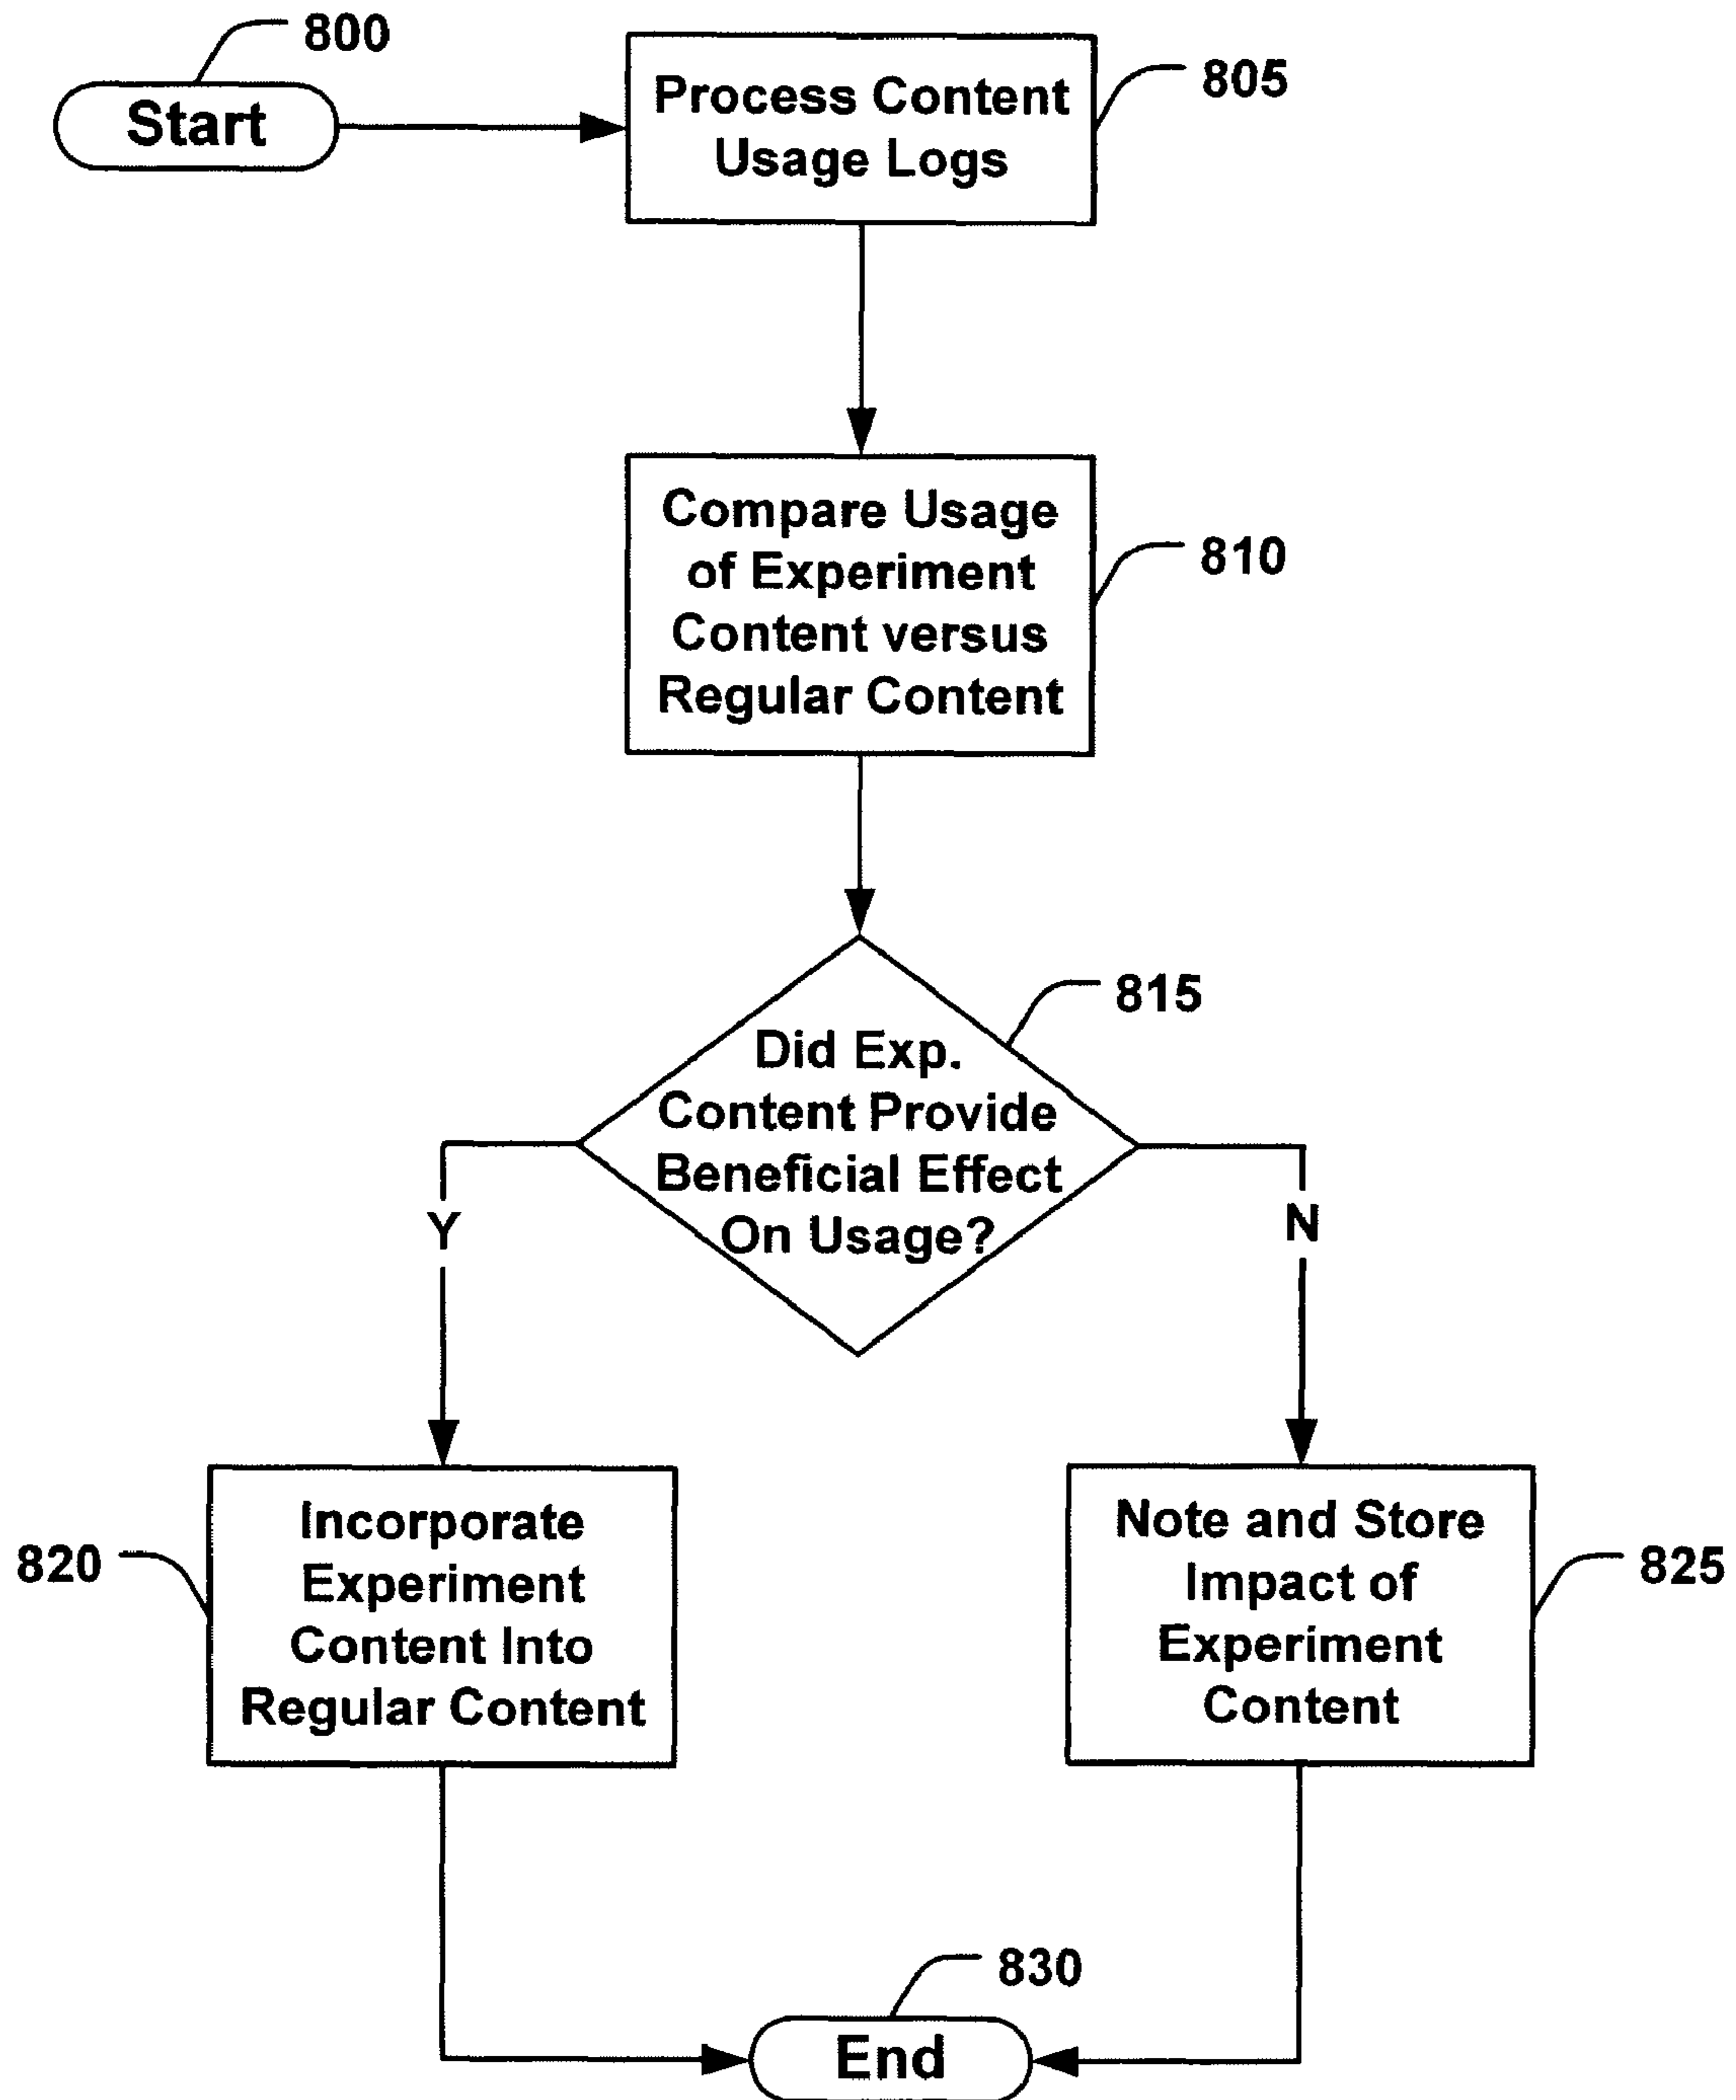 800
Start
Process Content
Usage Logs
805
Compare Usage
of Experiment
Content versus
Regular Content
810
Did Exp.
Content Provide
Beneficial Effect
On Usage?
815
Y
N
Incorporate
Experiment
Content Into
Regular Content
820
Note and Store
Impact of
Experiment
Content
825
830
End